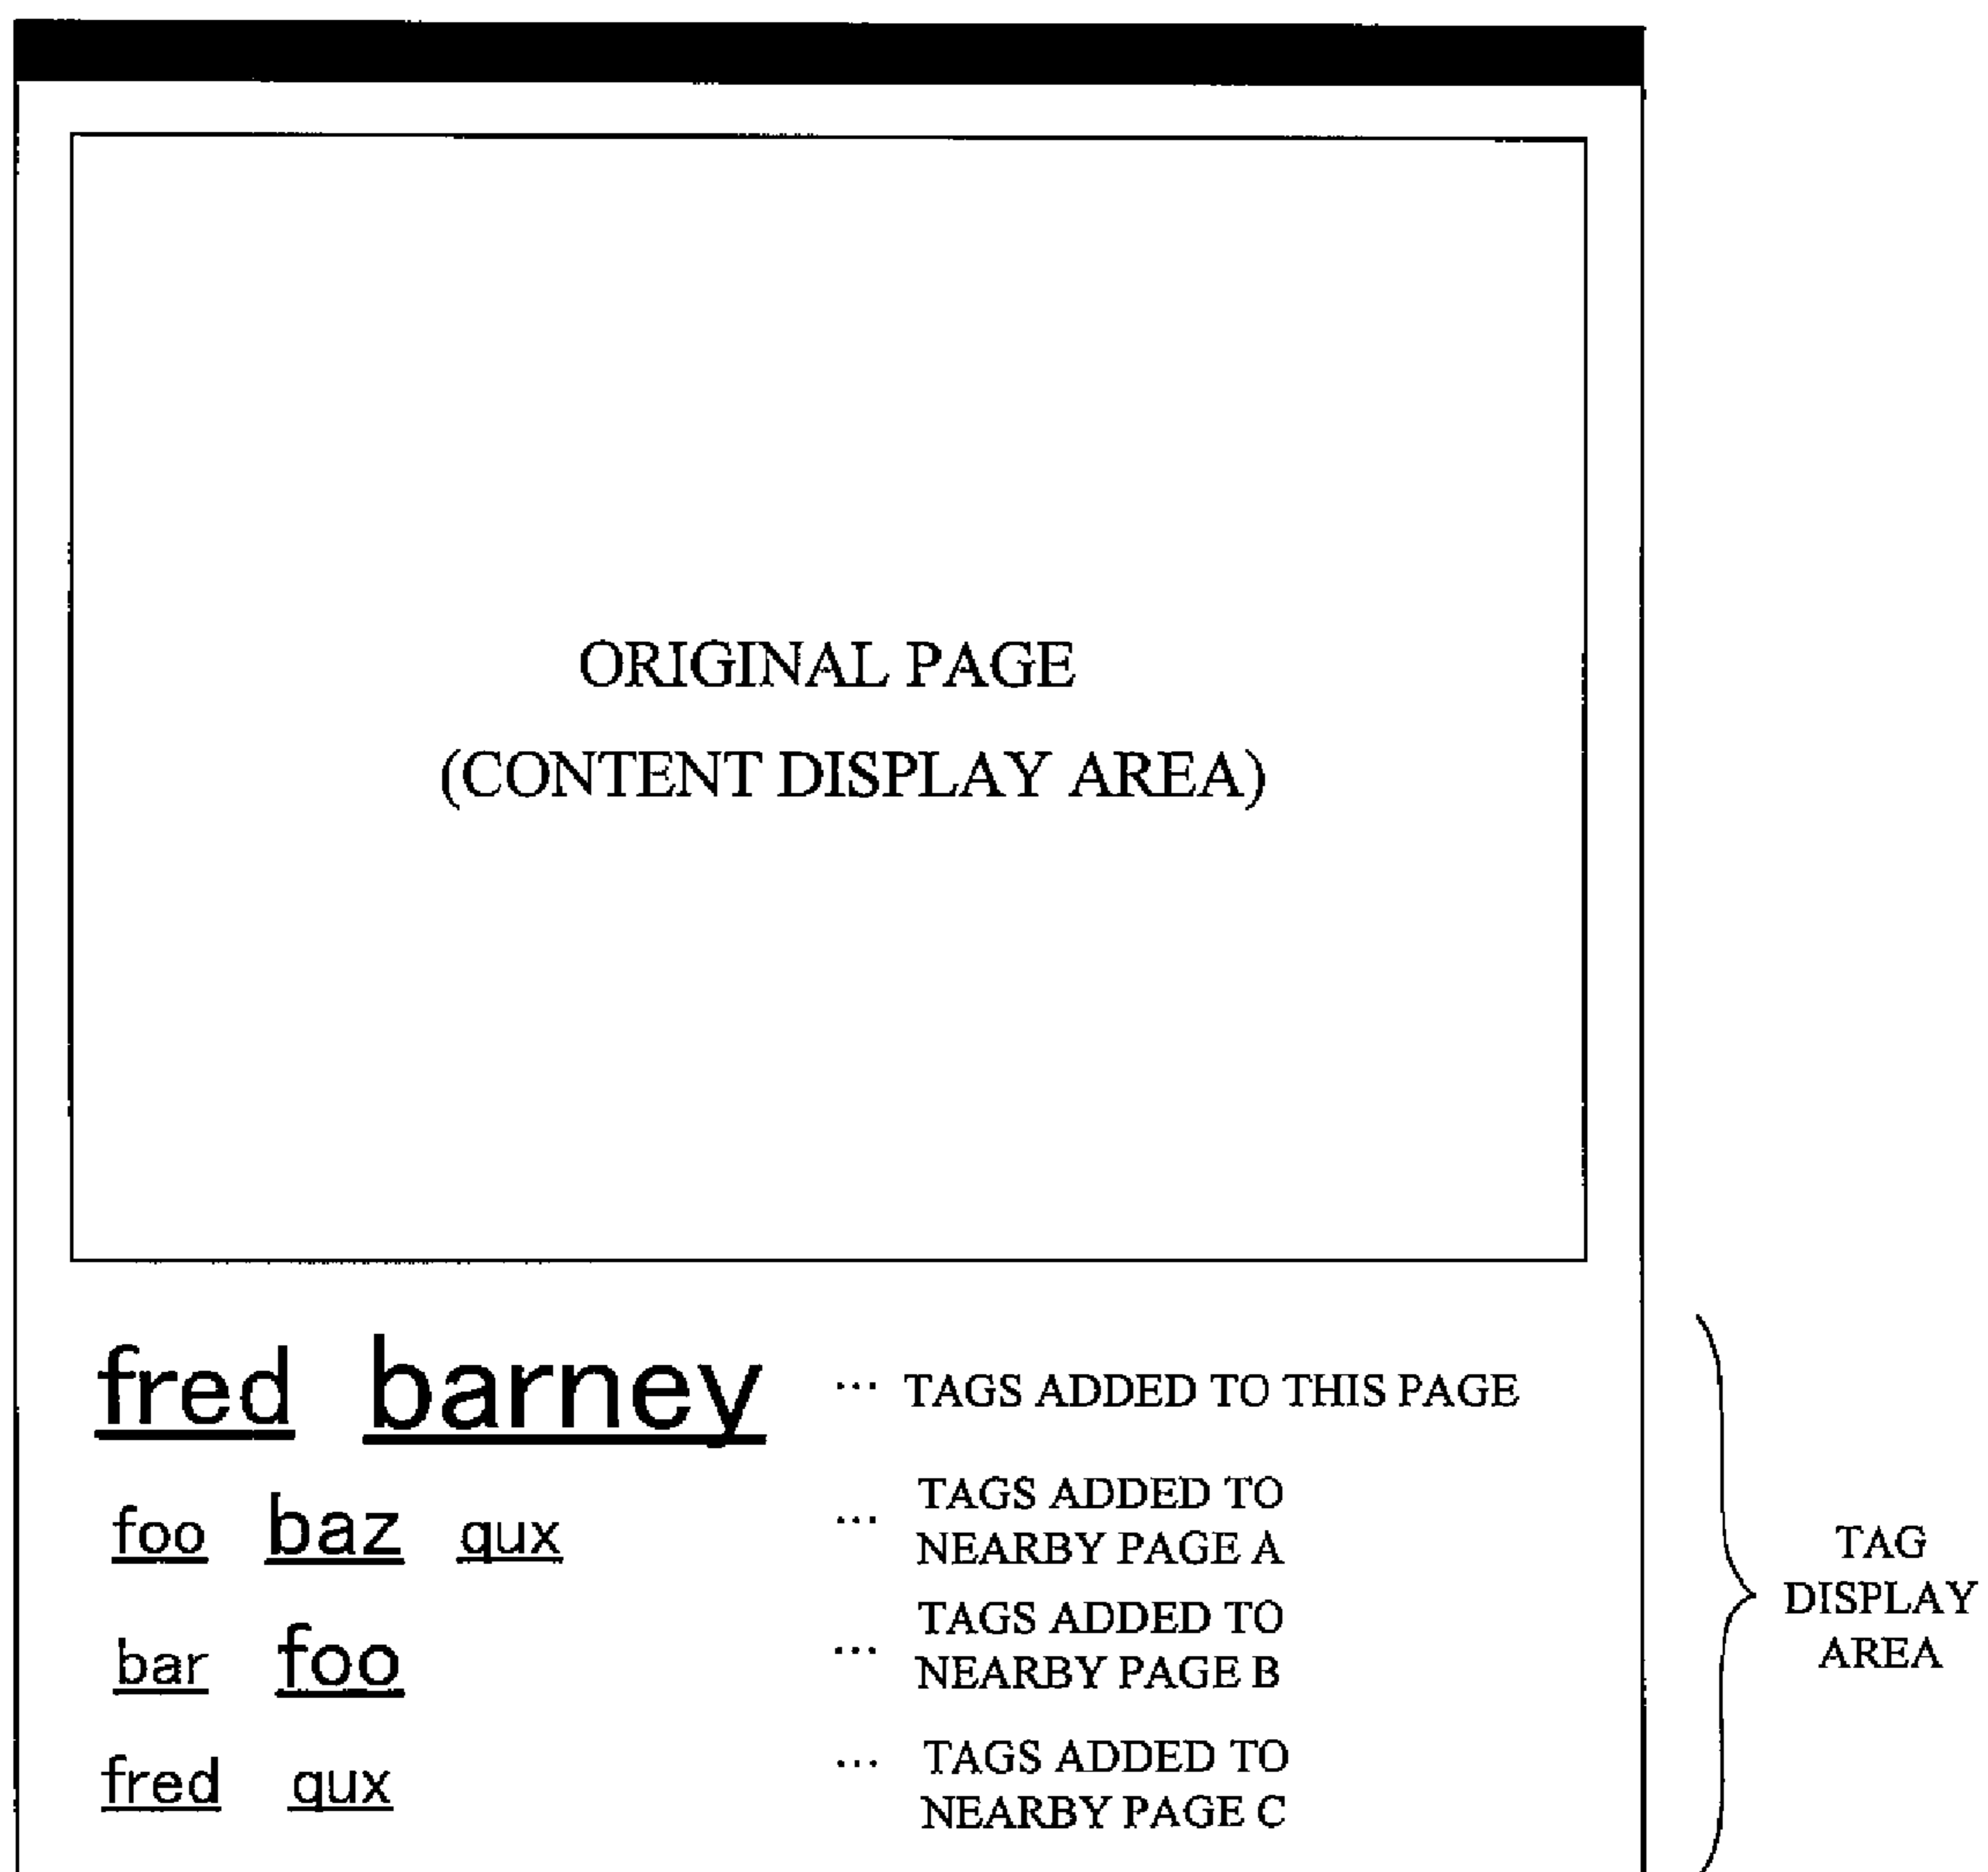 ORIGINAL PAGE
(CONTENT DISPLAY AREA)
fred barney ... TAGS ADDED TO THIS PAGE
foo baz qux ... TAGS ADDED TO
NEARBY PAGE A
bar foo ... TAGS ADDED TO
NEARBY PAGE B
fred qux ... TAGS ADDED TO
NEARBY PAGE C
TAG
DISPLAY
AREA